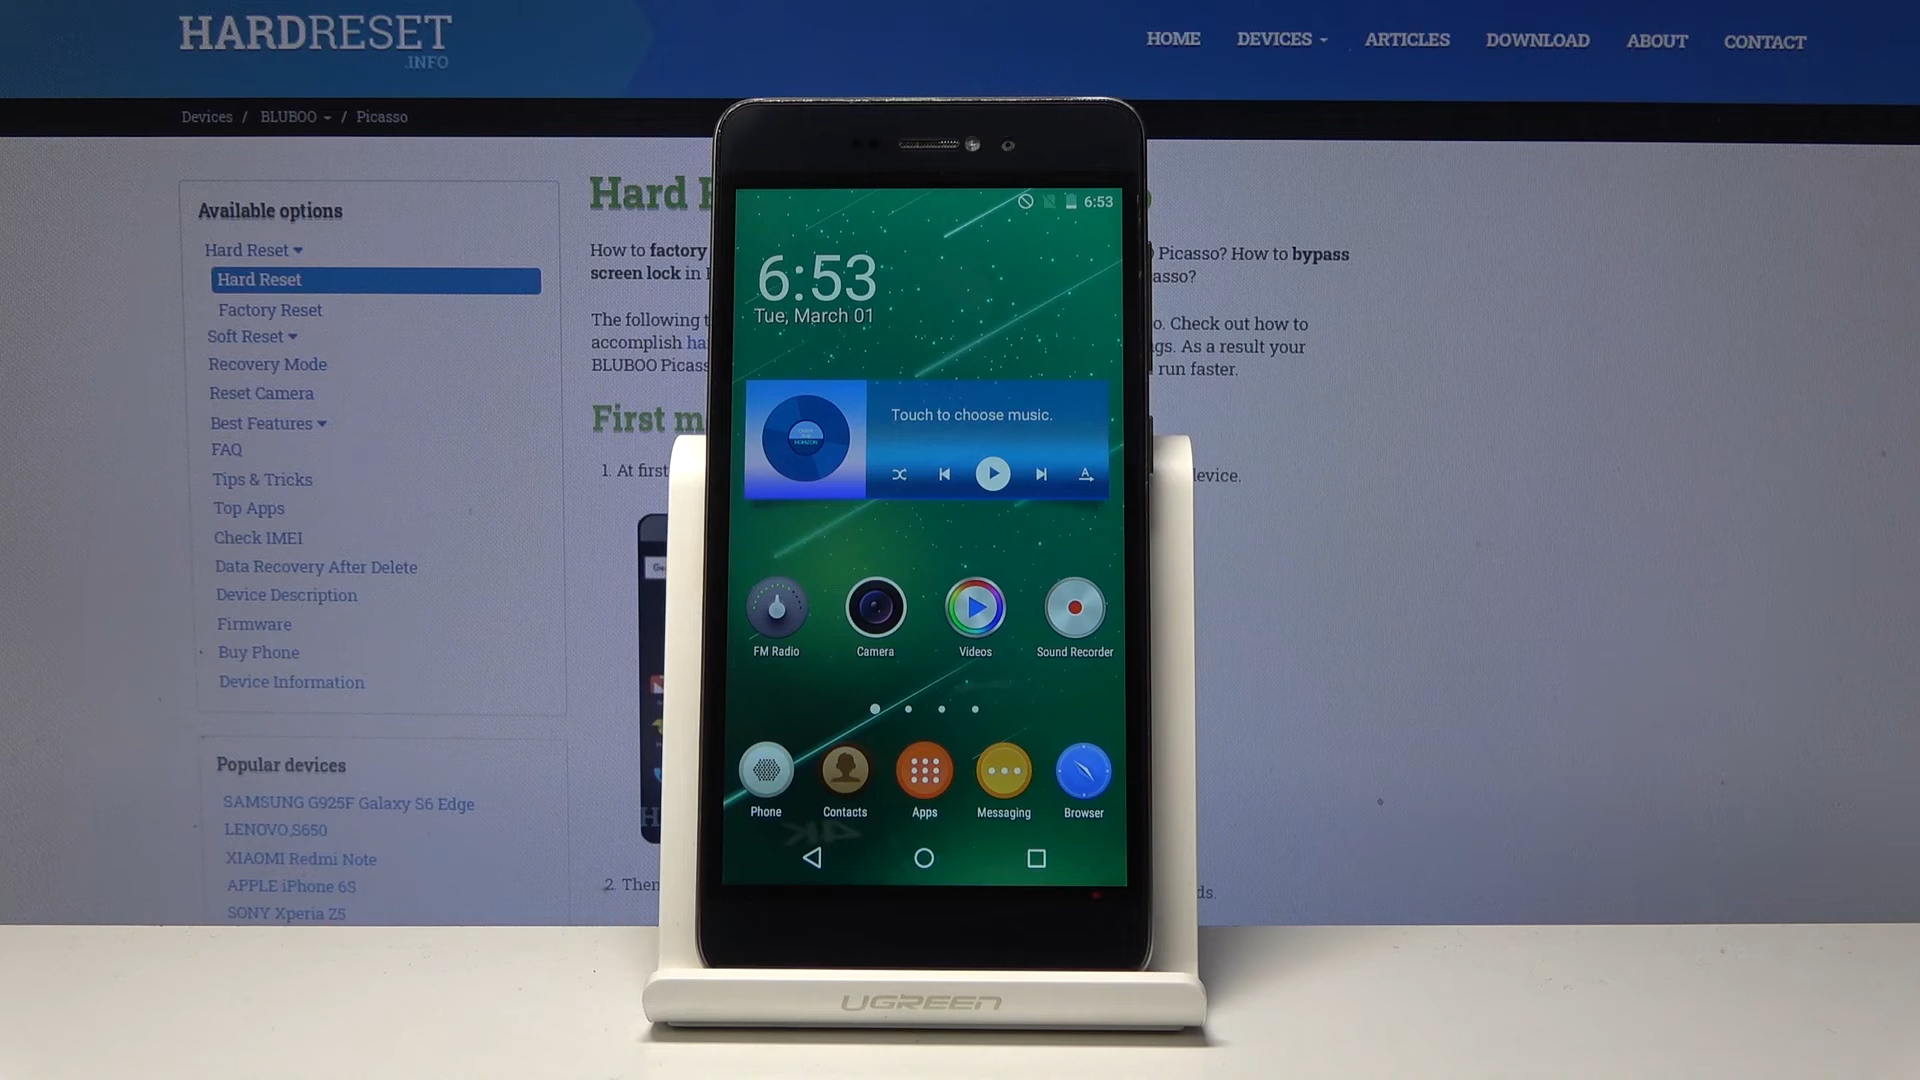 HARDRESET
.INFO
HOME
DEVICES
ARTICLES
DOWNLOAD
ABOUT
CONTACT
Devices / BLUBOO / Picasso
Available options
Hard Reset
Hard Reset
Factory Reset
Soft Reset
Recovery Mode
Reset Camera
Best Features
FAQ
Tips & Tricks
Top Apps
Check IMEI
Data Recovery After Delete
Device Description
Firmware
Buy Phone
Device Information
Popular devices
SAMSUNG G925F Galaxy S6 Edge
LENOVO S650
XIAOMI Redmi Note
APPLE iPhone 6S
SONY Xperia Z5
Hard
How to factory
Picasso? How to bypass
screen lock in
The following
o. Check out how to
accomplish
As a result your
BLUBOO
run faster.
First
1. At first
device.
2. Then
6:53
6:53
Tue, March 01
Touch to choose music.
FM Radio
Camera
Videos
Sound Recorder
Phone
Contacts
Apps
Messaging
Browser
UGREEN